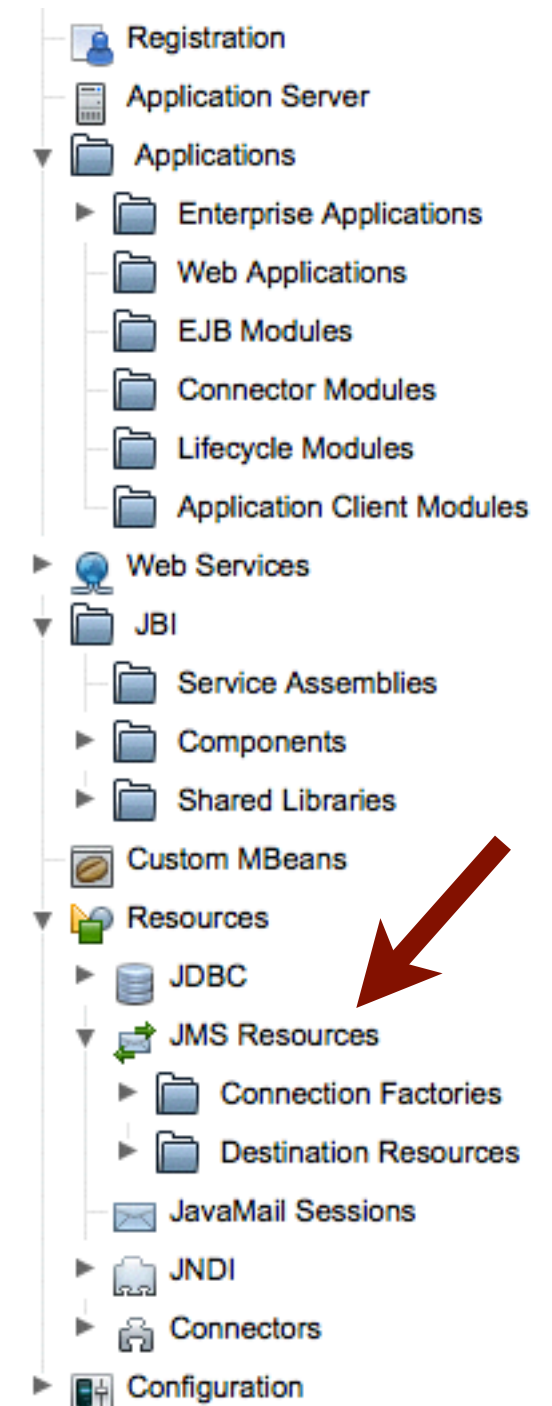 Registration
Application Server
Applications
Enterprise Applications
Web Applications
EJB Modules
Connector Modules
Lifecycle Modules
Application Client Modules
Web Services
JBI
Service Assemblies
Components
Shared Libraries
Custom MBeans
Resources
JDBC
JMS Resources
Connection Factories
Destination Resources
JavaMail Sessions
JNDI
Connectors
Configuration